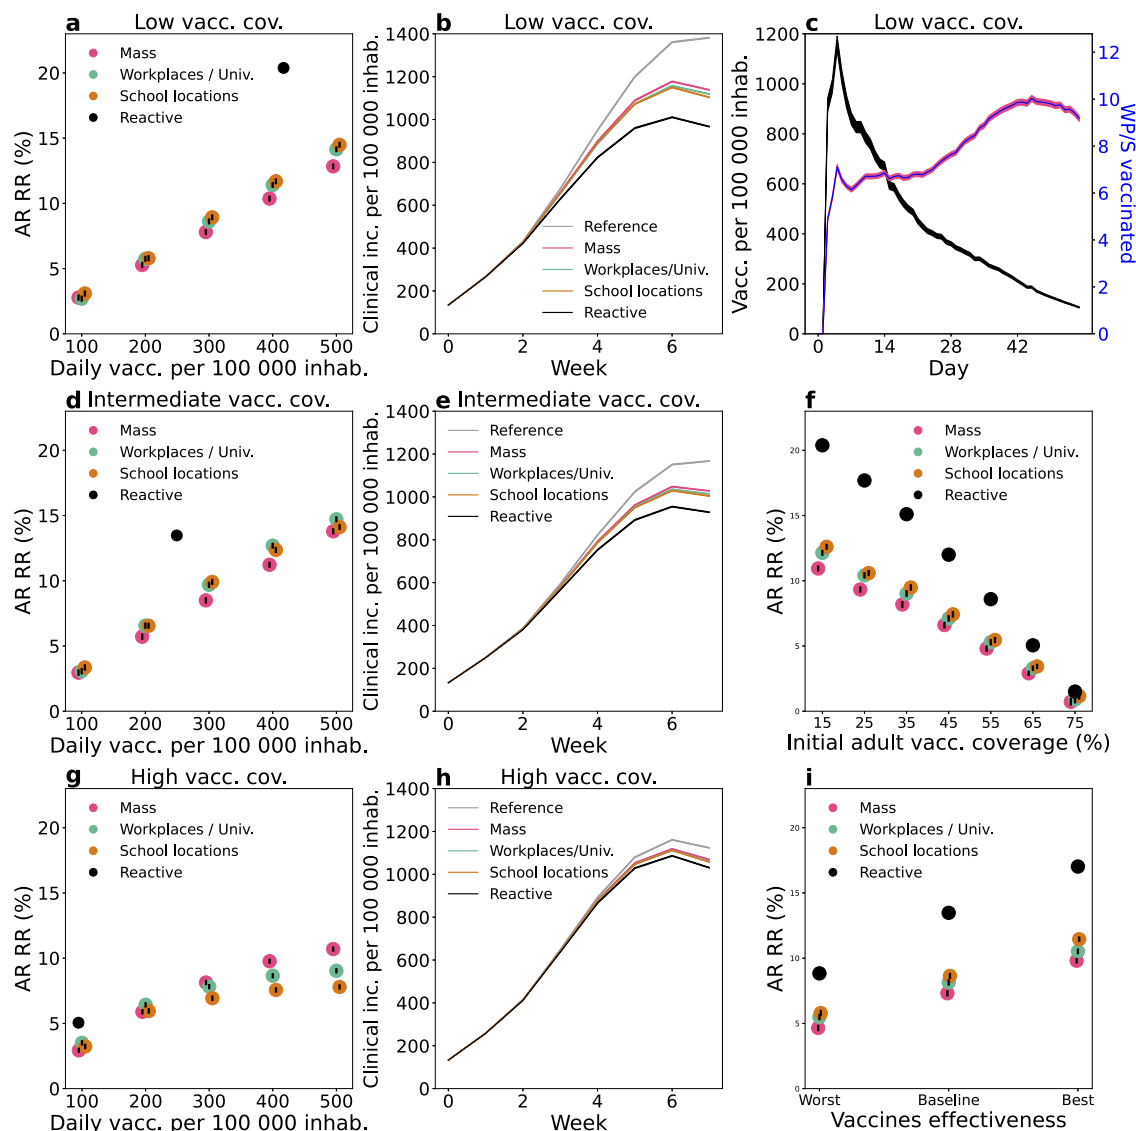 a Low vacc. cov.
Mass
Workplaces / Univ.
School locations
Reactive
AR RR (%)
20
15
10
5
0
100 200 300 400 500
Daily vacc. per 100 000 inhab.
b Low vacc. cov.
Clinical inc. per 100 000 inhab.
1400
1200
1000
800
600
400
200
0
Reference
Mass
Workplaces/Univ.
School locations
Reactive
0 2 4 6
Week
c Low vacc. cov.
Vacc. per 100 000 inhab.
1200
1000
800
600
400
200
0
12
10
8
6
4
2
0
WP/S vaccinated
0 14 28 42
Day
d Intermediate vacc. cov.
Mass
Workplaces / Univ.
School locations
Reactive
AR RR (%)
20
15
10
5
0
100 200 300 400 500
Daily vacc. per 100 000 inhab.
e Intermediate vacc. cov.
Clinical inc. per 100 000 inhab.
1400
1200
1000
800
600
400
200
0
Reference
Mass
Workplaces/Univ.
School locations
Reactive
0 2 4 6
Week
f
Mass
Workplaces / Univ.
School locations
Reactive
AR RR (%)
20
15
10
5
0
15 25 35 45 55 65 75
Initial adult vacc. coverage (%)
g High vacc. cov.
Mass
Workplaces / Univ.
School locations
Reactive
AR RR (%)
20
15
10
5
0
100 200 300 400 500
Daily vacc. per 100 000 inhab.
h High vacc. cov.
Clinical inc. per 100 000 inhab.
1400
1200
1000
800
600
400
200
0
Reference
Mass
Workplaces/Univ.
School locations
Reactive
0 2 4 6
Week
i
Mass
Workplaces / Univ.
School locations
Reactive
AR RR (%)
20
15
10
5
0
Worst Baseline Best
Vaccines effectiveness